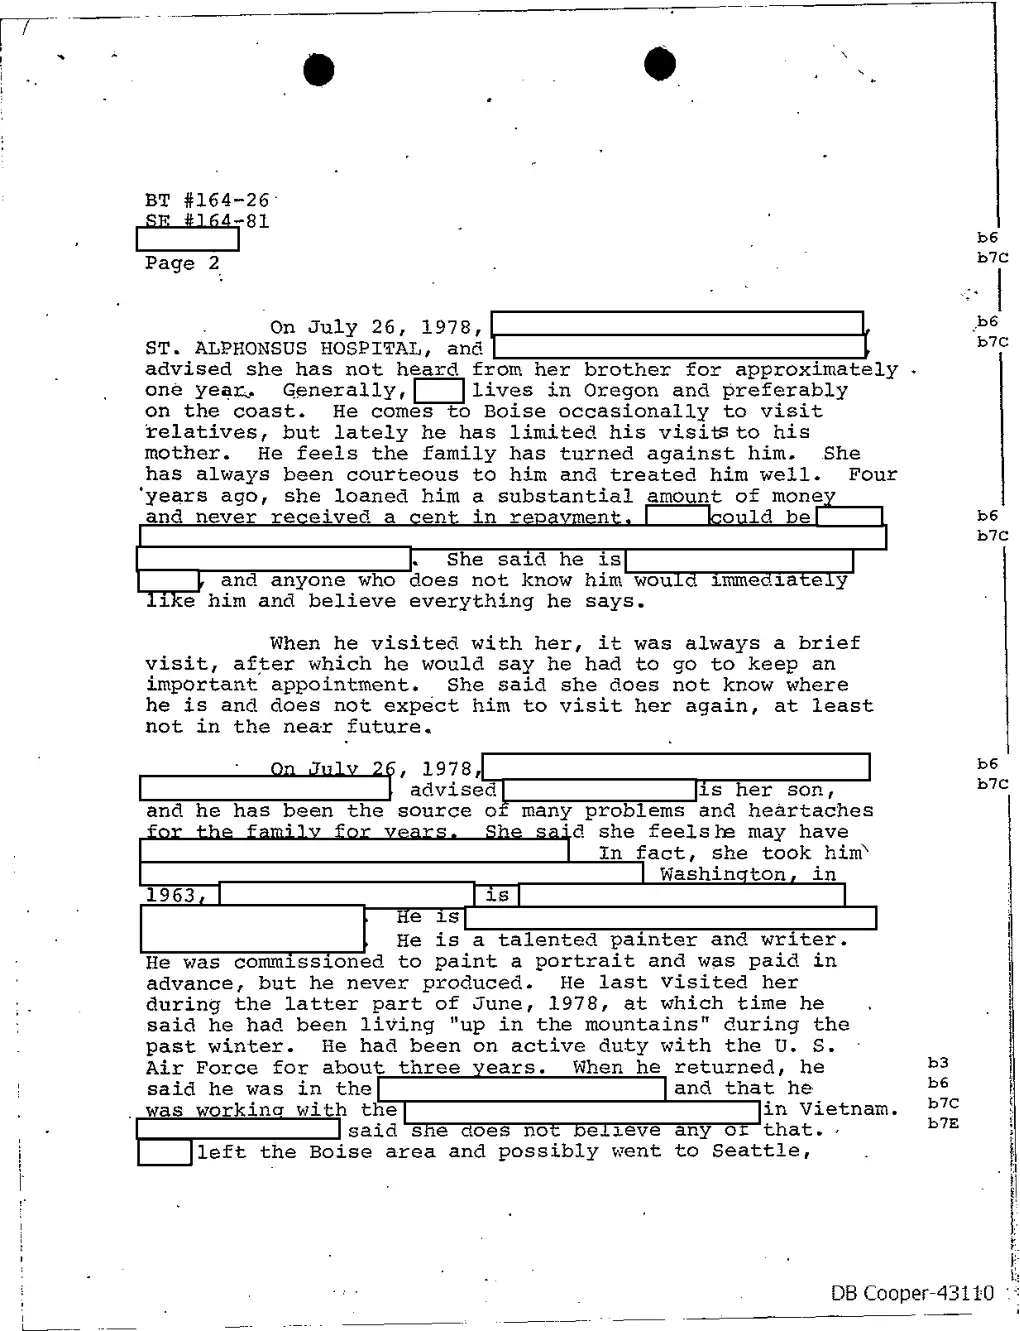 BT #164-26
SE #164-81
b6
b7C
Page 2
On July 26, 1978, , b6
ST. ALPHONSUS HOSPITAL, and , b7C
advised she has not heard from her brother for approximately
one year. Generally, lives in Oregon and preferably
on the coast. He comes to Boise occasionally to visit
relatives, but lately he has limited his visits to his
mother. He feels the family has turned against him. She
has always been courteous to him and treated him well. Four
years ago, she loaned him a substantial amount of money
and never received a cent in repayment. could be b6
b7C
. She said he is
, and anyone who does not know him would immediately
like him and believe everything he says.
When he visited with her, it was always a brief
visit, after which he would say he had to go to keep an
important appointment. She said she does not know where
he is and does not expect him to visit her again, at least
not in the near future.
On July 26, 1978, b6
advised is her son, b7C
and he has been the source of many problems and heartaches
for the family for years. She said she feels he may have
In fact, she took him
Washington, in
1963, is
. He is
. He is a talented painter and writer.
He was commissioned to paint a portrait and was paid in
advance, but he never produced. He last visited her
during the latter part of June, 1978, at which time he
said he had been living "up in the mountains" during the
past winter. He had been on active duty with the U. S.
Air Force for about three years. When he returned, he b3
said he was in the and that he b6
was working with the in Vietnam. b7C
said she does not believe any of that. b7E
left the Boise area and possibly went to Seattle,
DB Cooper-43110